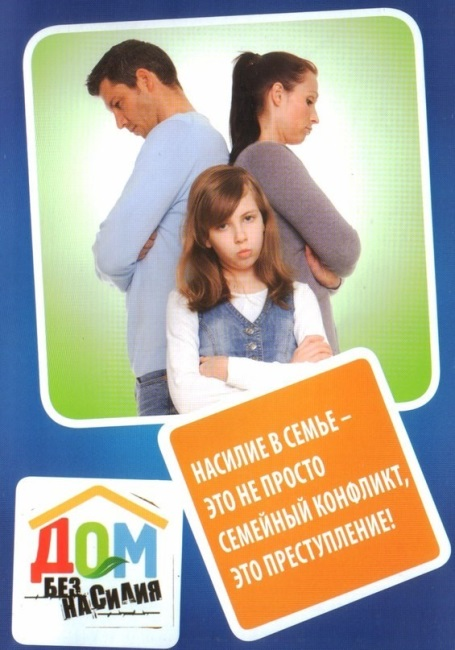 НАСИЛИЕ В СЕМЬЕ –
ЭТО НЕ ПРОСТО
СЕМЕЙНЫЙ КОНФЛИКТ,
ЭТО ПРЕСТУПЛЕНИЕ!
ДОМ
БЕЗ
НАСИЛИЯ